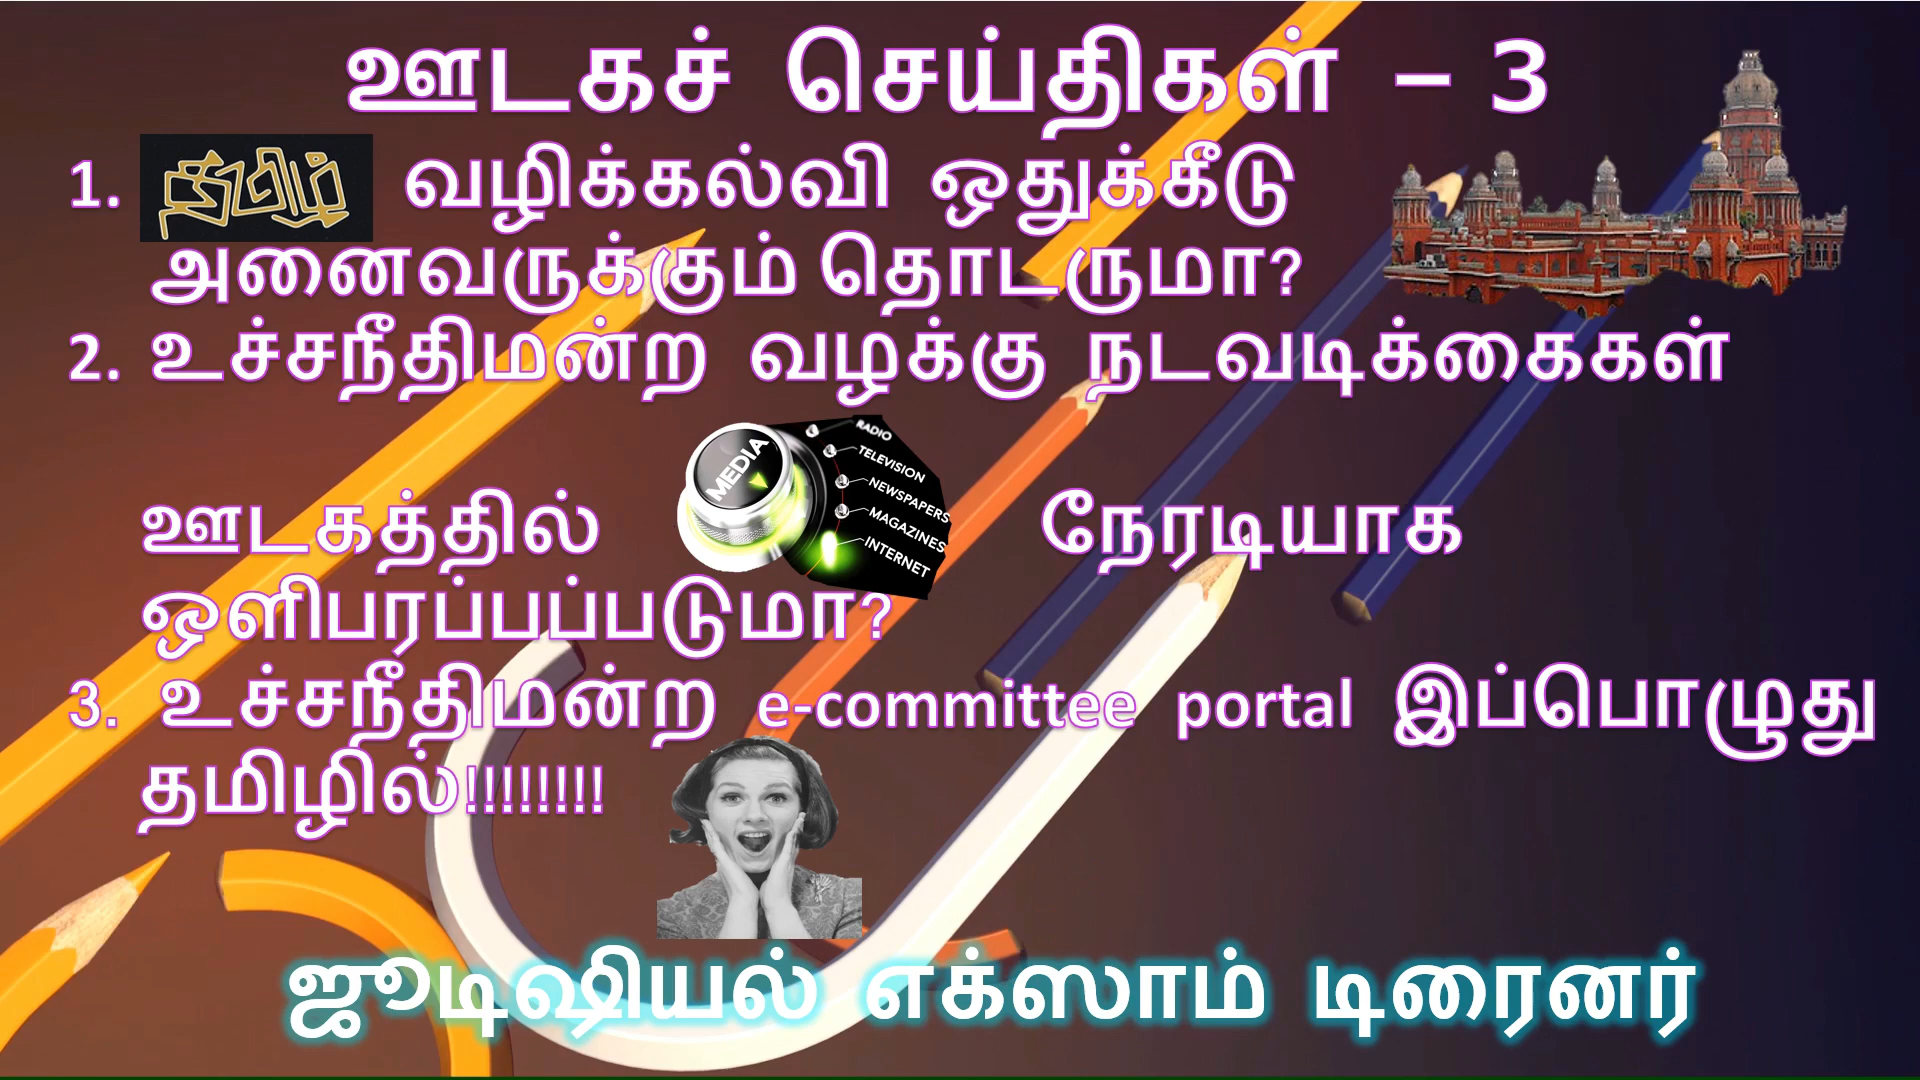 ஊடகச் செய்திகள் – 3
1. தமிழ் வழிக்கல்வி ஒதுக்கீடு
அனைவருக்கும் தொடருமா?
2. உச்சநீதிமன்ற வழக்கு நடவடிக்கைகள்
ஊடகத்தில் நேரடியாக
MEDIA
RADIO
TELEVISION
NEWSPAPERS
MAGAZINES
INTERNET
ஒளிபரப்பப்படுமா?
3. உச்சநீதிமன்ற e-committee portal இப்பொழுது
தமிழில்!!!!!!!!
ஜூடிஷியல் எக்ஸாம் டிரைனர்